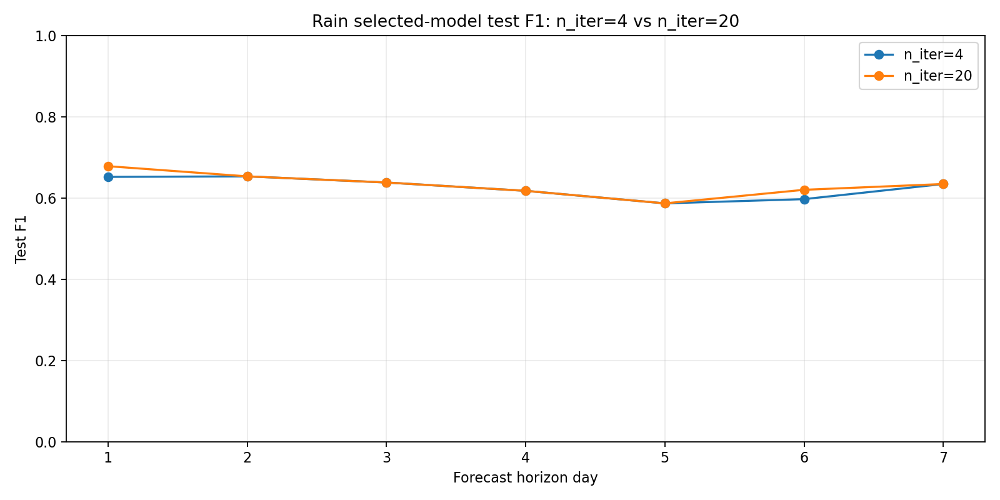 Rain selected-model test F1: n_iter=4 vs n_iter=20
n_iter=4
n_iter=20
1.0
0.8
0.6
0.4
0.2
0.0
Test F1
1 2 3 4 5 6 7
Forecast horizon day